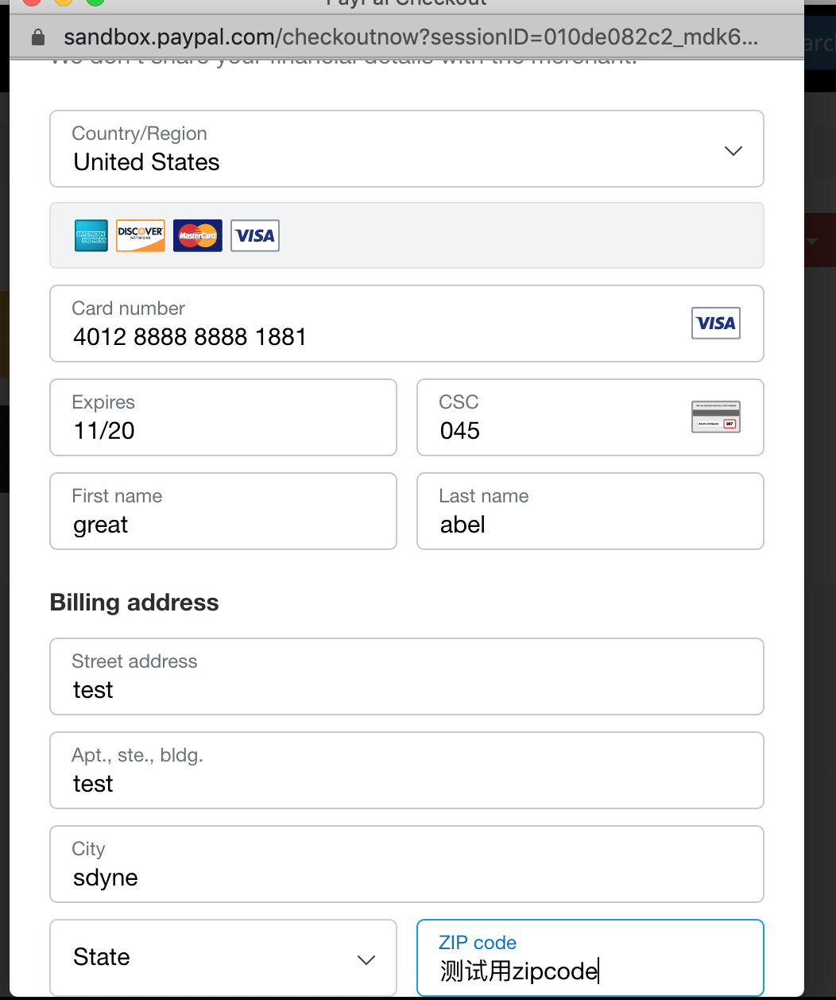 PayPal Checkout
sandbox.paypal.com/checkoutnow?sessionID=010de082c2_mdk6...
We don't share your financial details with the merchant.
Country/Region
United States
AMERICAN EXPRESS
DISCOVER NETWORK
MasterCard
VISA
Card number
4012 8888 8888 1881
VISA
Expires
11/20
CSC
045
First name
great
Last name
abel
Billing address
Street address
test
Apt., ste., bldg.
test
City
sdyne
State
ZIP code
测试用zipcode